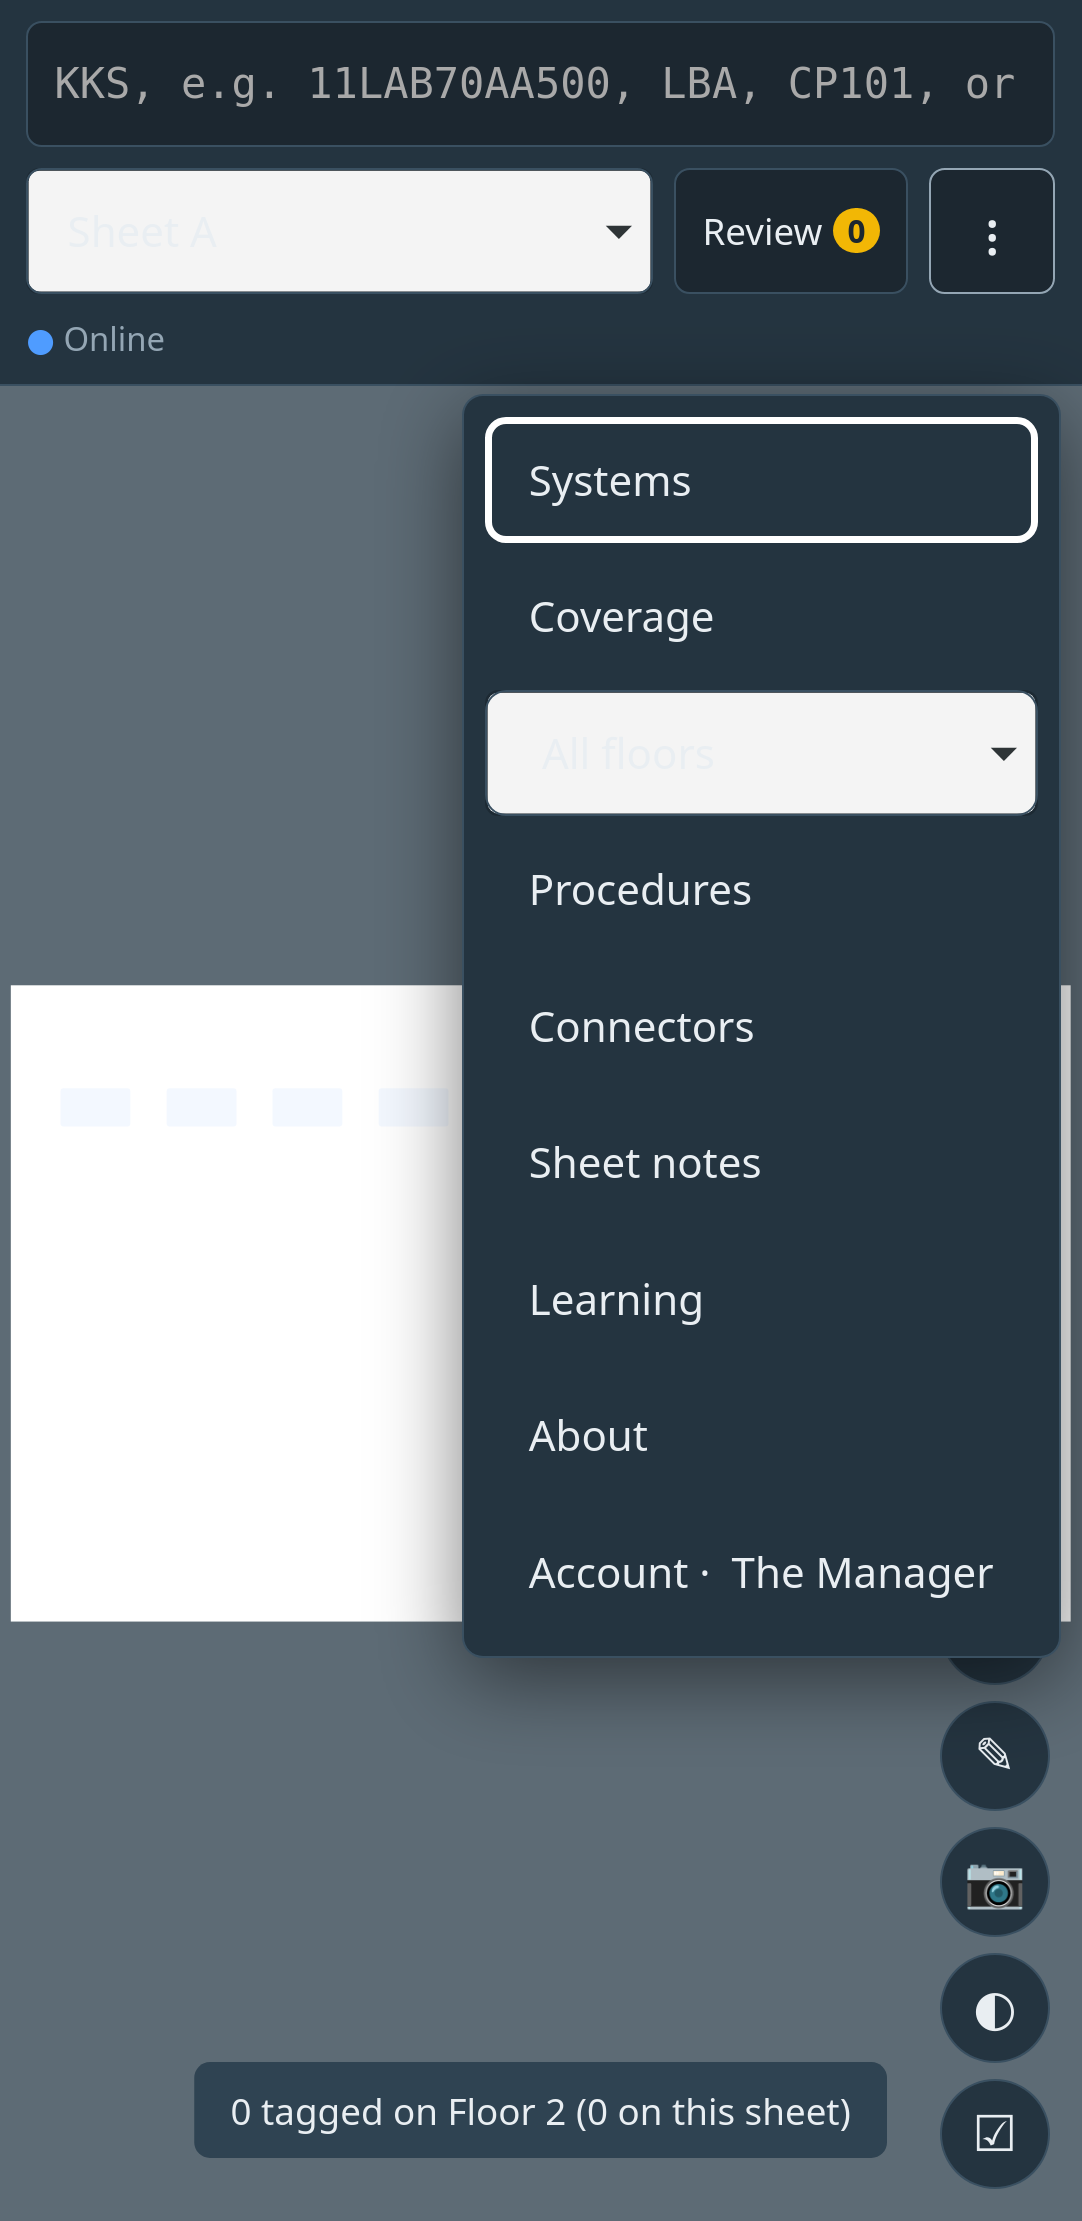 KKS, e.g. 11LAB70AA500, LBA, CP101, or
Sheet A
Review 0
Online
Systems
Coverage
All floors
Procedures
Connectors
Sheet notes
Learning
About
Account · The Manager
0 tagged on Floor 2 (0 on this sheet)